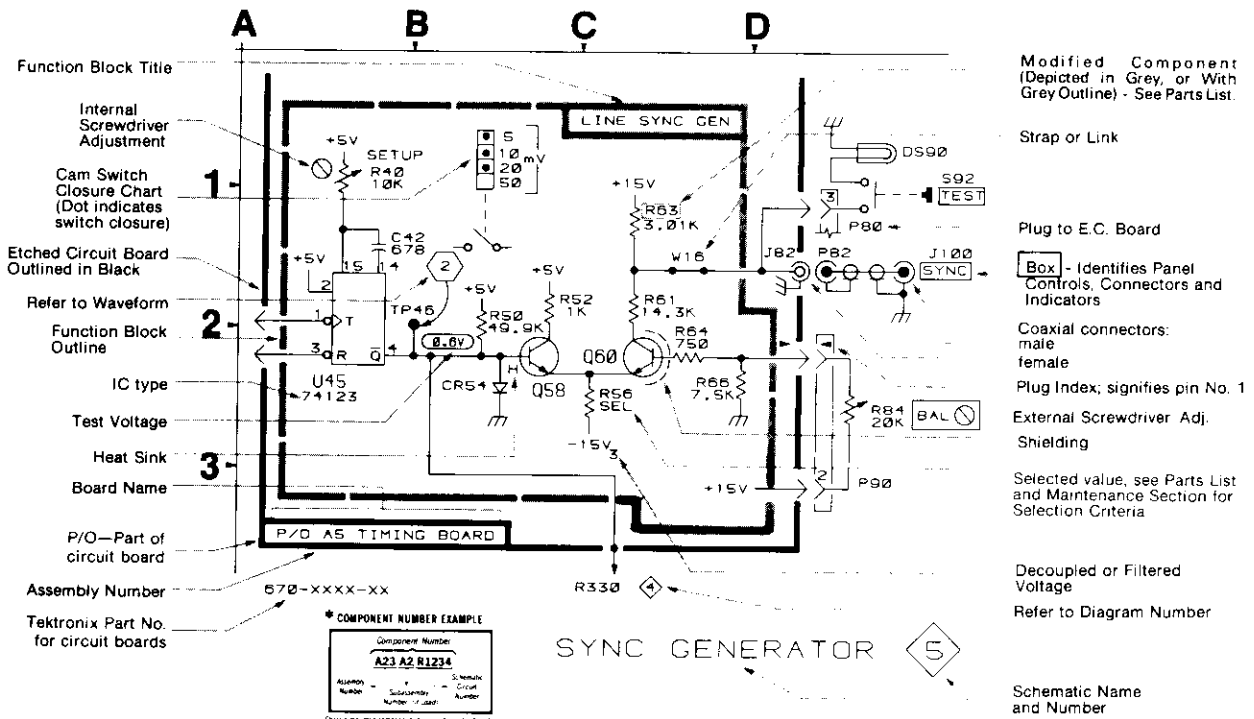 A B C D
Function Block Title
Internal
Screwdriver
Adjustment
Cam Switch
Closure Chart
(Dot indicates
switch closure)
Etched Circuit Board
Outlined in Black
Refer to Waveform
Function Block
Outline
IC type
Test Voltage
Heat Sink
Board Name
P/O—Part of
circuit board
Assembly Number
Tektronix Part No.
for circuit boards
1
2
3
LINE SYNC GEN
+5V
SETUP
R40
10K
5
10
20
50
mV
C42
678
+5V
15 14
2
1
T
3
R
Q
4
U45
74123
2
TP46
+5V
R50
49.9K
0.6V
CR54
H
+5V
R52
1K
Q58
Q60
R56
SEL
-15V
3
+15V
R63
3.01K
W16
R61
14.3K
R64
750
R66
7.5K
+15V
DS90
S92
TEST
3
P80
J82
P82
J100
SYNC
R84
20K
BAL
2
P90
P/O A5 TIMING BOARD
670-XXXX-XX
R330 4
* COMPONENT NUMBER EXAMPLE
Component Number
A23 A2 R1234
Assembly
Number
Subassembly
Number (if used)
Schematic
Circuit
Number
SYNC GENERATOR 5
Modified Component
(Depicted in Grey, or With
Grey Outline) - See Parts List.
Strap or Link
Plug to E.C. Board
Box - Identifies Panel
Controls, Connectors and
Indicators
Coaxial connectors:
male
female
Plug Index; signifies pin No. 1
External Screwdriver Adj.
Shielding
Selected value, see Parts List
and Maintenance Section for
Selection Criteria
Decoupled or Filtered
Voltage
Refer to Diagram Number
Schematic Name
and Number